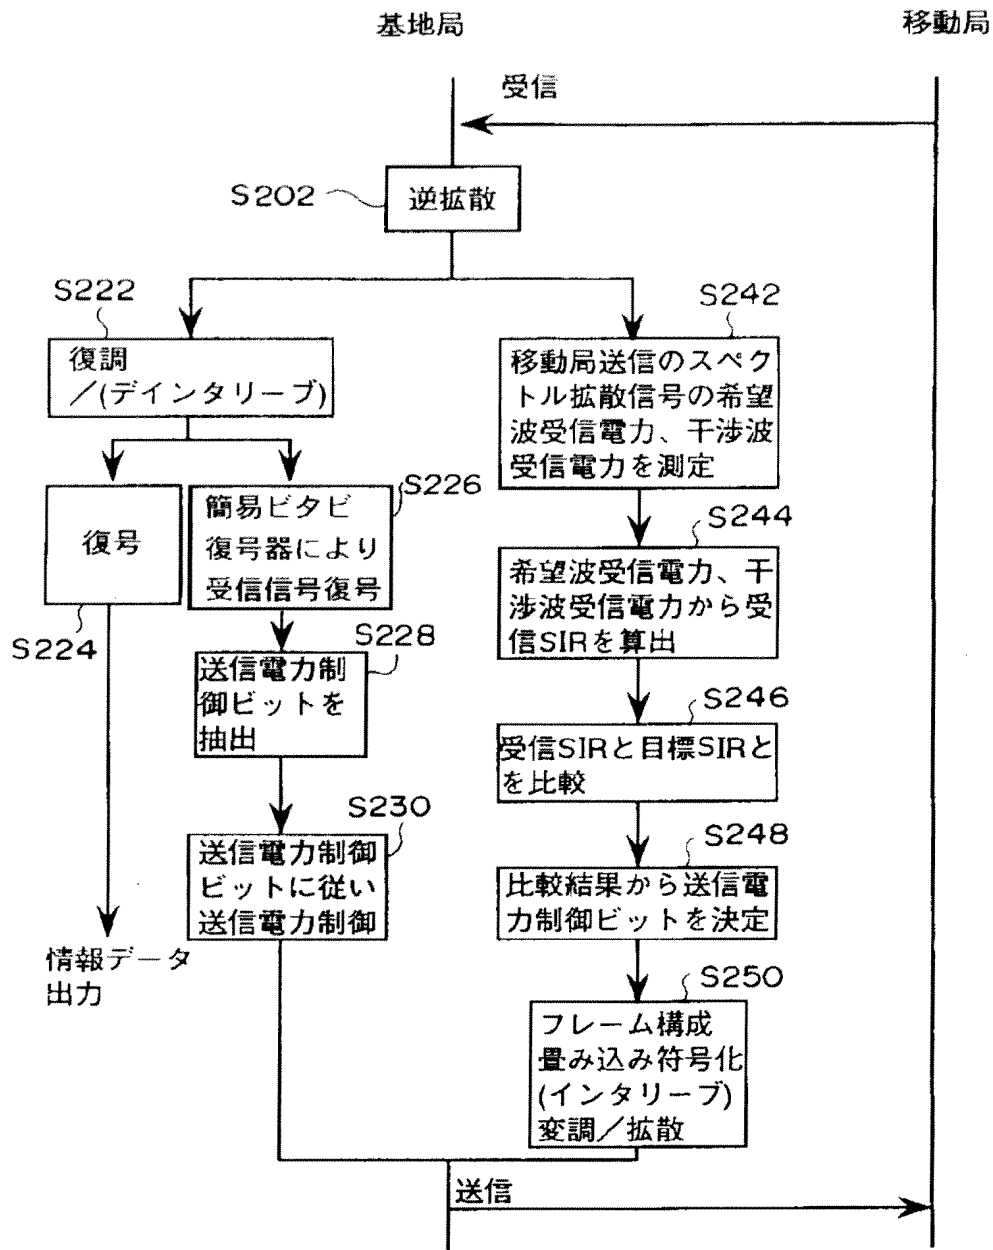 基地局
移動局
受信
S202
逆拡散
S222
復調
／(デインタリーブ)
復号
S224
情報データ
出力
S226
簡易ビタビ
復号器により
受信信号復号
S228
送信電力制
御ビットを
抽出
S230
送信電力制御
ビットに従い
送信電力制御
S242
移動局送信のスペク
トル拡散信号の希望
波受信電力、干渉波
受信電力を測定
S244
希望波受信電力、干
渉波受信電力から受
信SIRを算出
S246
受信SIRと目標SIRと
を比較
S248
比較結果から送信電
力制御ビットを決定
S250
フレーム構成
畳み込み符号化
(インタリーブ)
変調／拡散
送信